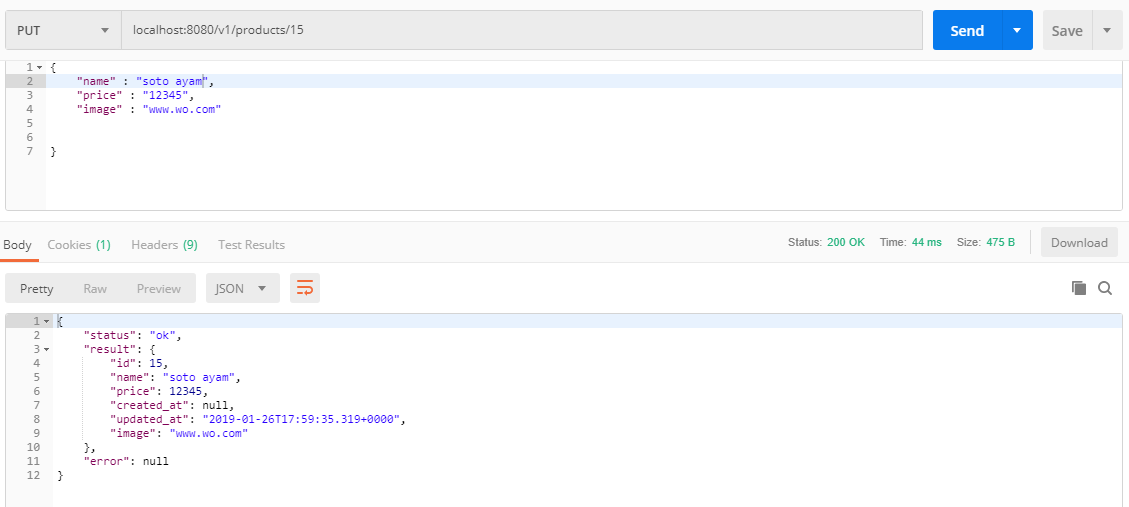 PUT localhost:8080/v1/products/15 Send Save
1 {
2 "name" : "soto ayam",
3 "price" : "12345",
4 "image" : "www.wo.com"
5
6
7 }
Body Cookies (1) Headers (9) Test Results Status: 200 OK Time: 44 ms Size: 475 B Download
Pretty Raw Preview JSON
1 {
2 "status": "ok",
3 "result": {
4 "id": 15,
5 "name": "soto ayam",
6 "price": 12345,
7 "created_at": null,
8 "updated_at": "2019-01-26T17:59:35.319+0000",
9 "image": "www.wo.com"
10 },
11 "error": null
12 }